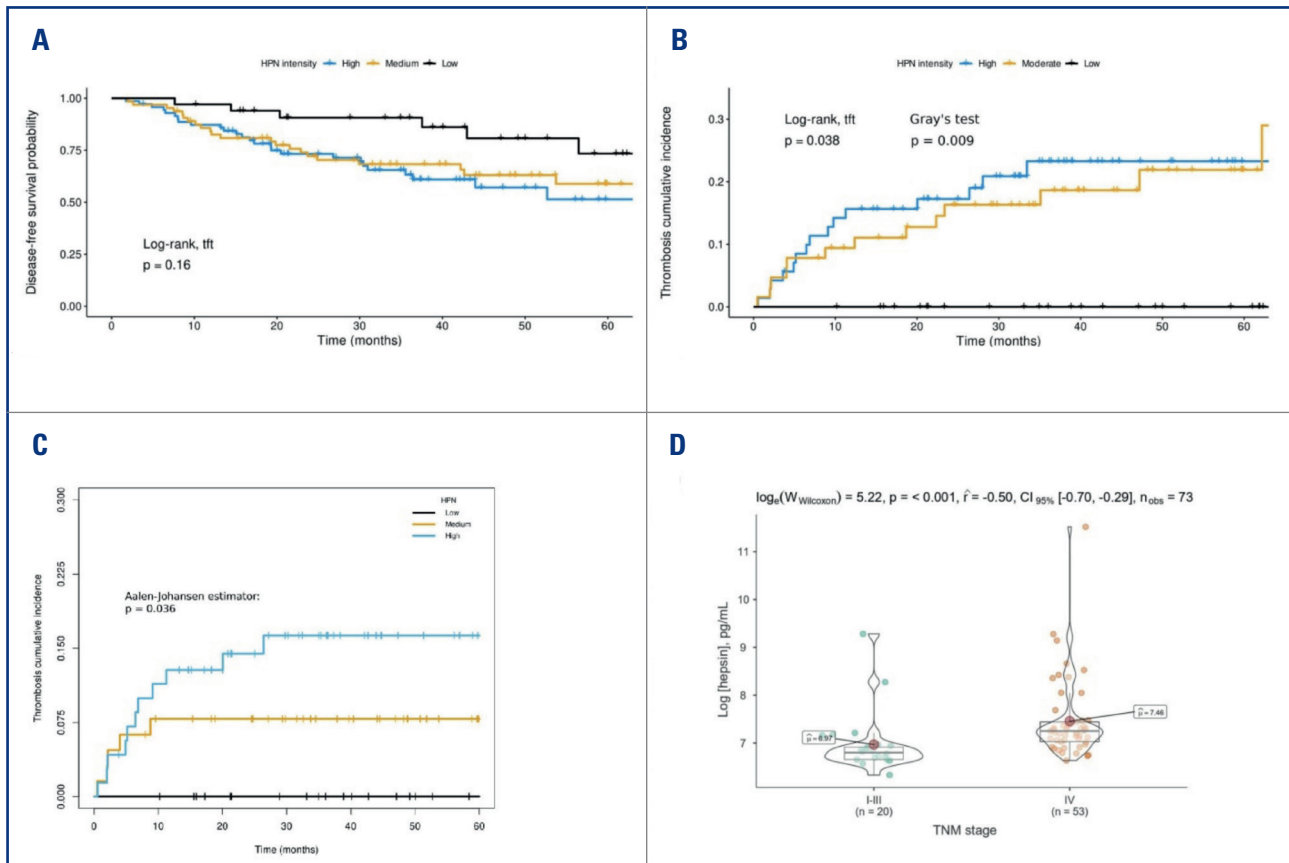 A
HPN intensity High Medium Low
1.00
0.75
0.50
0.25
0.00
Disease-free survival probability
Log-rank, tft
p = 0.16
0 10 20 30 40 50 60
Time (months)
B
HPN intensity High Moderate Low
0.3
0.2
0.1
0.0
Thrombosis cumulative incidence
Log-rank, tft
p = 0.038
Gray's test
p = 0.009
0 10 20 30 40 50 60
Time (months)
C
0.300
0.225
0.150
0.075
0.000
Thrombosis cumulative incidence
HPN
Low
Medium
High
Aalen-Johansen estimator:
p = 0.036
0 10 20 30 40 50 60
Time (months)
D
logₑ(W Wilcoxon) = 5.22, p = < 0.001, r̂ = -0.50, CI 95% [-0.70, -0.29], n obs = 73
11
10
9
8
7
Log [hepsin], pg/mL
μ̂ = 6.97
μ̂ = 7.46
I-III
(n = 20)
IV
(n = 53)
TNM stage